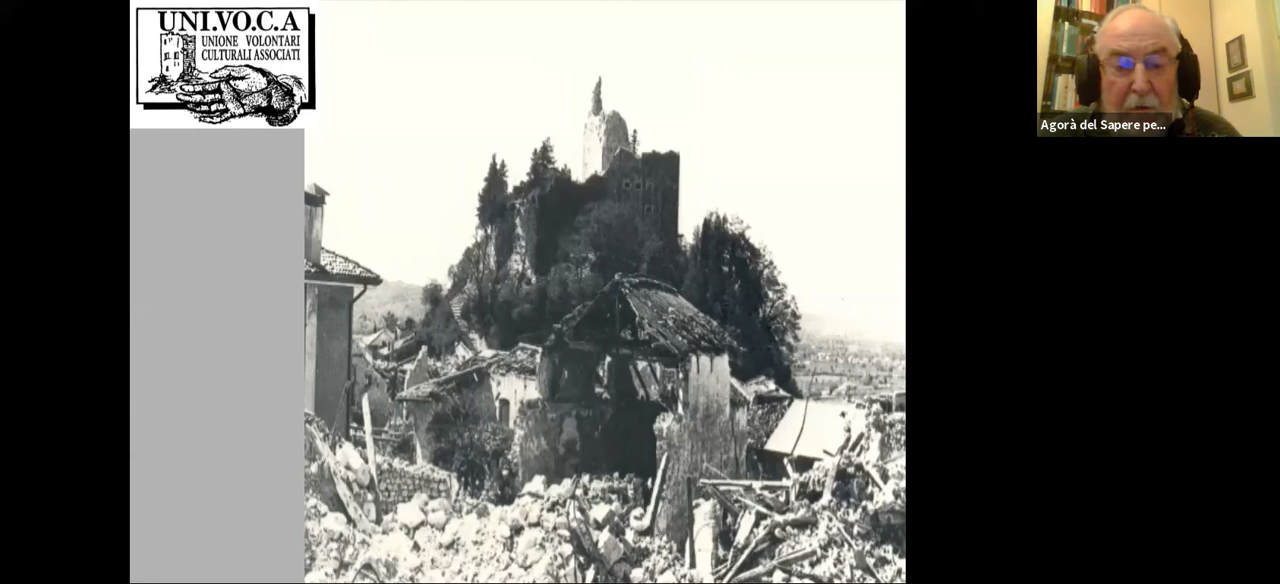 UNI.VO.C.A
UNIONE VOLONTARI
CULTURALI ASSOCIATI
Agorà del Sapere pe...